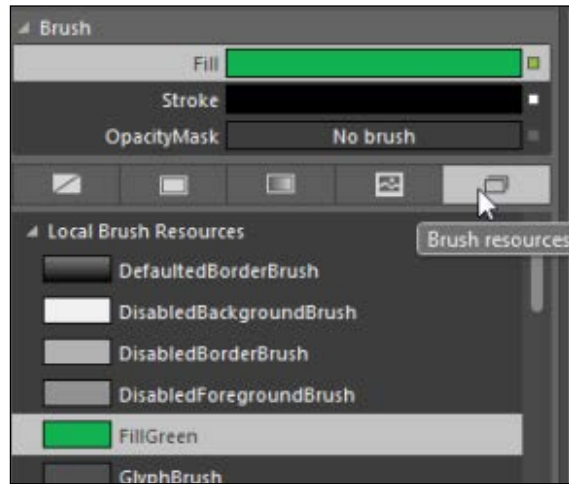 Brush
Fill
Stroke
OpacityMask No brush
Local Brush Resources
Brush resources
DefaultedBorderBrush
DisabledBackgroundBrush
DisabledBorderBrush
DisabledForegroundBrush
FillGreen
GlyphBrush